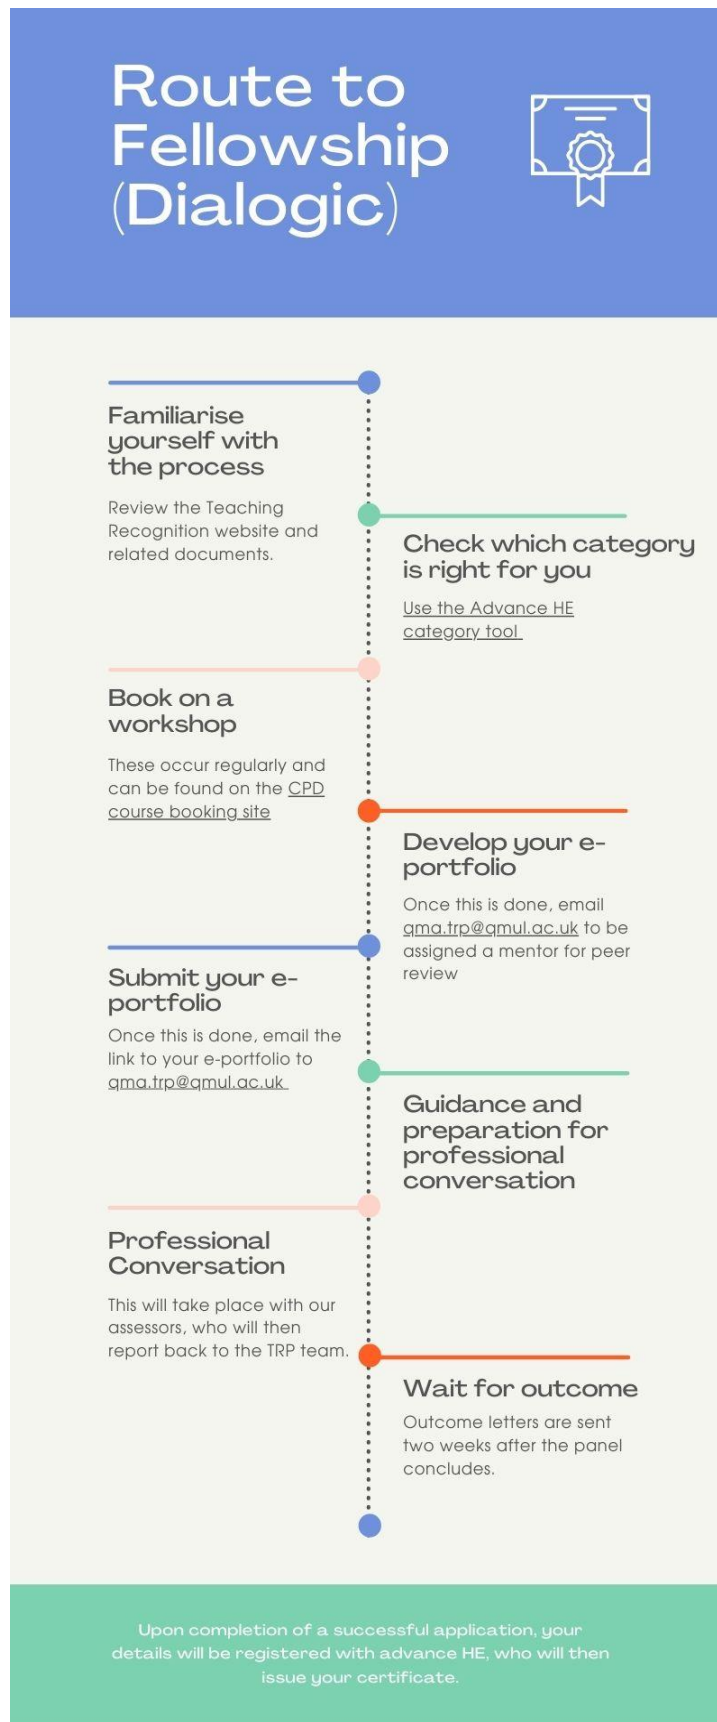 Route to
Fellowship
(Dialogic)
Familiarise
yourself with
the process
Review the Teaching
Recognition website and
related documents.
Check which category
is right for you
Use the Advance HE
category tool
Book on a
workshop
These occur regularly and
can be found on the CPD
course booking site
Develop your e-
portfolio
Once this is done, email
qma.trp@qmul.ac.uk to be
assigned a mentor for peer
review
Submit your e-
portfolio
Once this is done, email the
link to your e-portfolio to
qma.trp@qmul.ac.uk
Guidance and
preparation for
professional
conversation
Professional
Conversation
This will take place with our
assessors, who will then
report back to the TRP team.
Wait for outcome
Outcome letters are sent
two weeks after the panel
concludes.
Upon completion of a successful application, your
details will be registered with advance HE, who will then
issue your certificate.